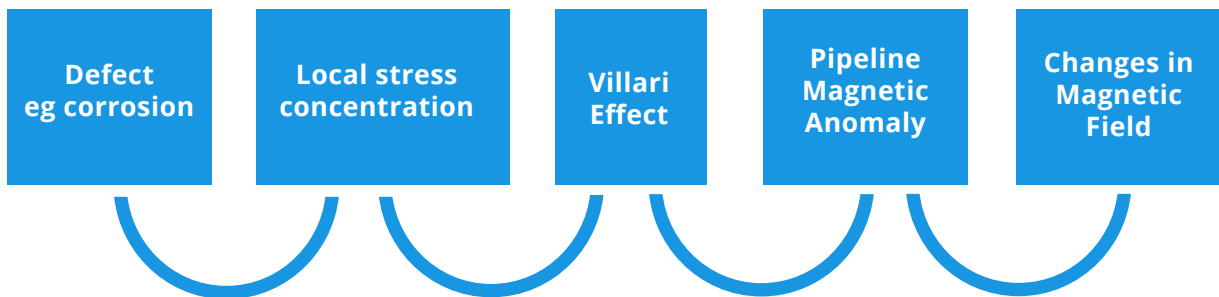 Defect
eg corrosion
Local stress
concentration
Villari
Effect
Pipeline
Magnetic
Anomaly
Changes in
Magnetic
Field